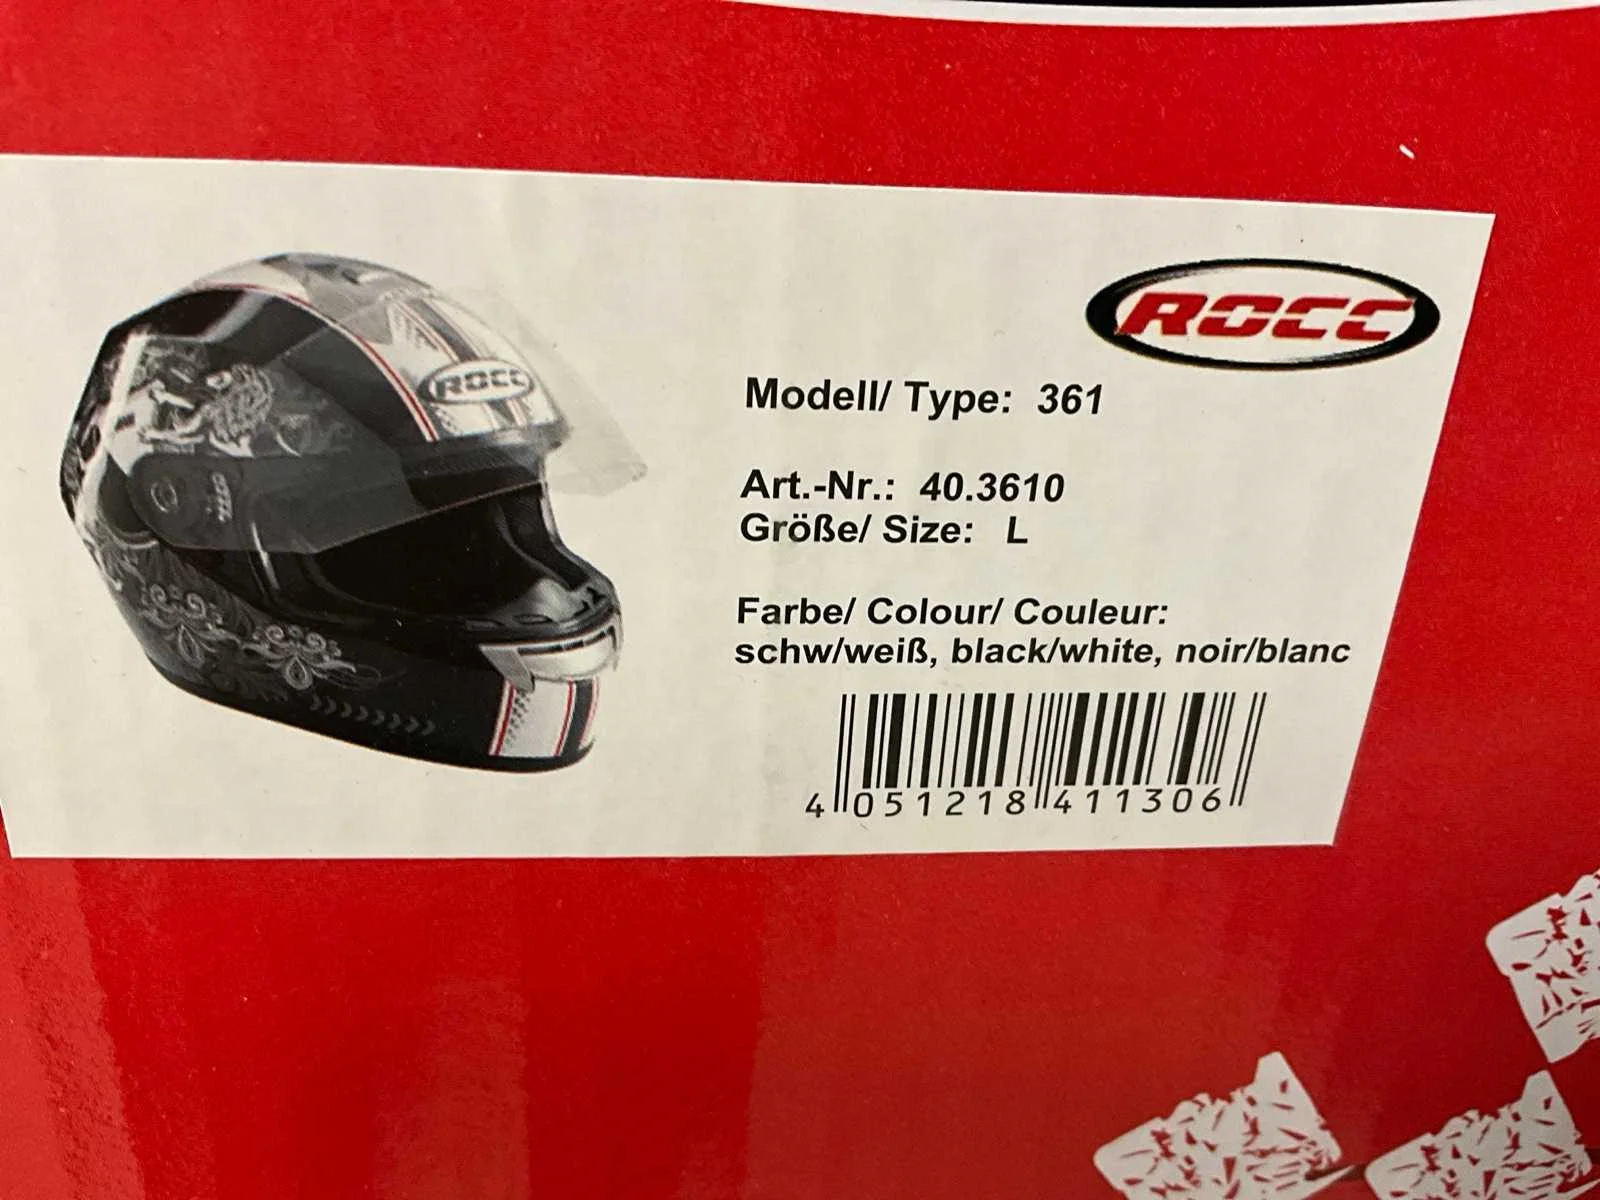 ROCC
ROCC
Modell/ Type: 361
Art.-Nr.: 40.3610
Größe/ Size: L
Farbe/ Colour/ Couleur:
schw/weiß, black/white, noir/blanc
4 051218 411306